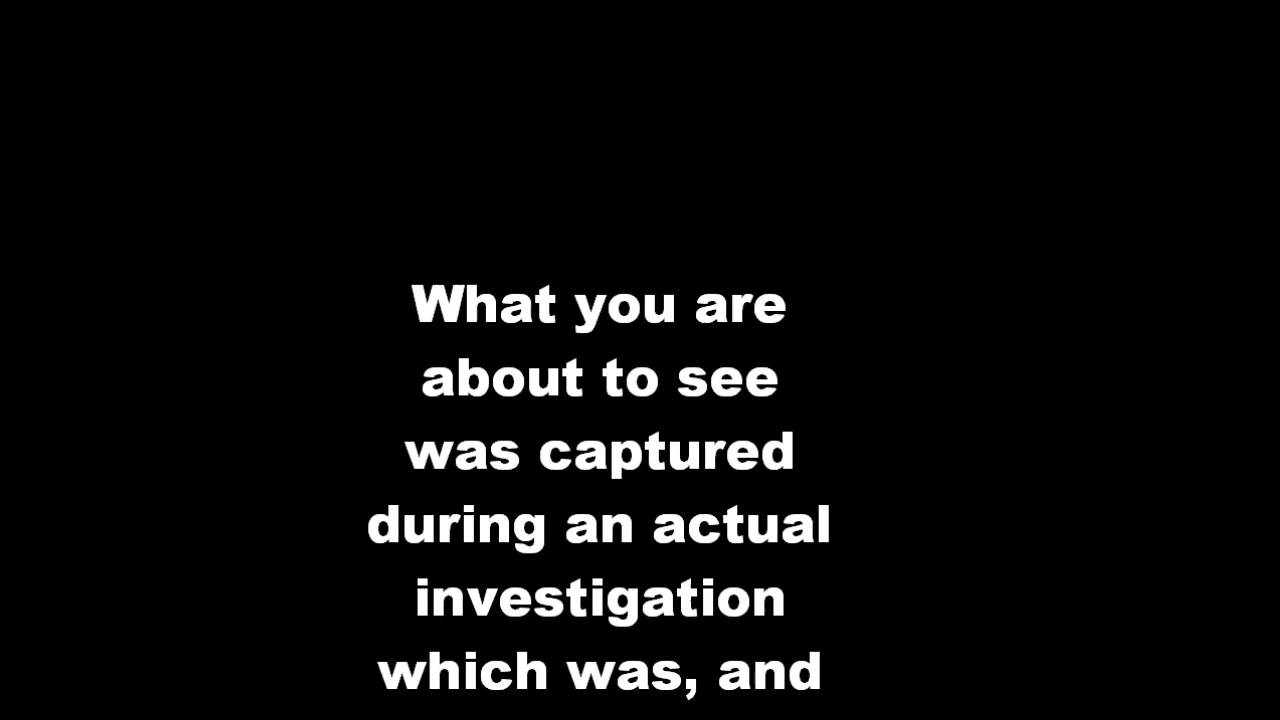 What you are
about to see
was captured
during an actual
investigation
which was, and